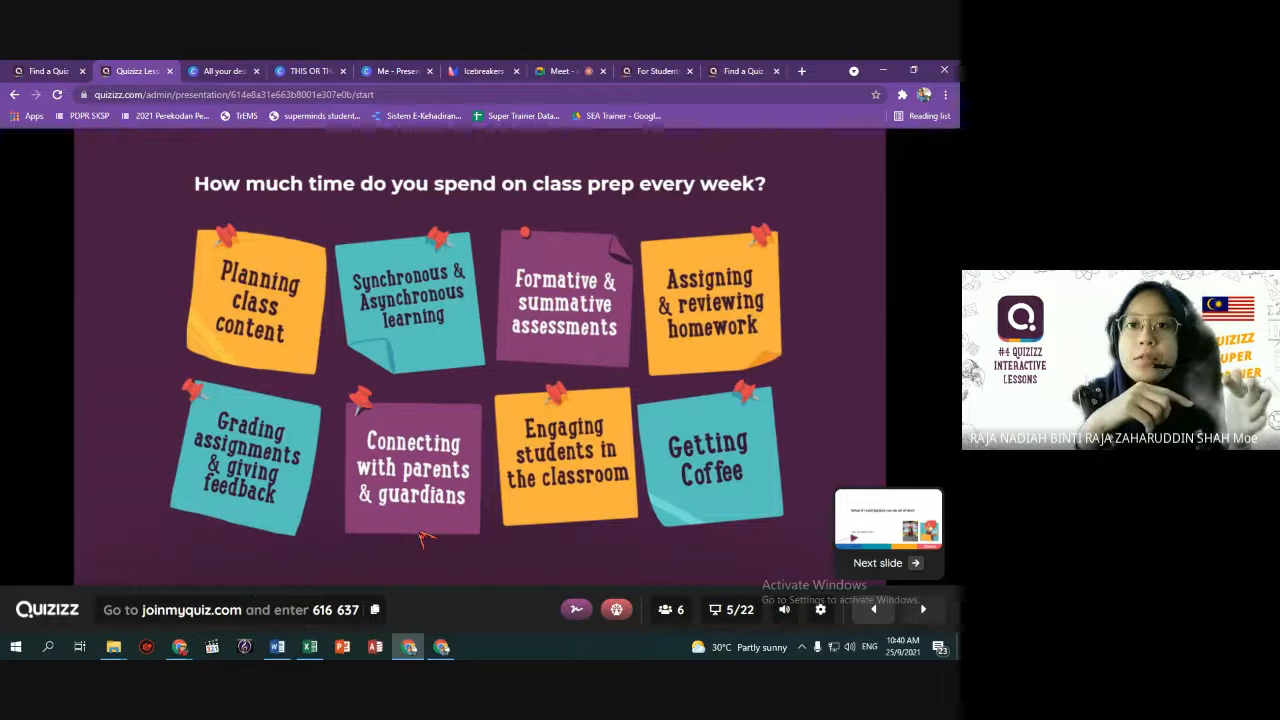 Find a Quiz
Quizizz Less
All your des
THIS OR TH
Me - Presen
Icebreakers
Meet -
For Student
Find a Quiz
quizizz.com/admin/presentation/614e8a31e663b8001e307e0b/start
Apps
PDPR SKSP
2021 Perekodan Pe...
TrEMS
superminds student...
Sistem E-Kehadiran...
Super Trainer Data...
SEA Trainer - Googl...
Reading list
How much time do you spend on class prep every week?
Planning
class
content
Synchronous &
Asynchronous
learning
Formative &
summative
assessments
Assigning
& reviewing
homework
Grading
assignments
& giving
feedback
Connecting
with parents
& guardians
Engaging
students in
the classroom
Getting
Coffee
Next slide
Activate Windows
Go to Settings to activate Windows.
Quizizz
Go to joinmyquiz.com and enter 616 637
6
5/22
30°C Partly sunny
ENG
10:40 AM
25/9/2021
23
#4 QUIZIZZ
INTERACTIVE
LESSONS
UIZIZZ
UPER
INER
RAJA NADIAH BINTI RAJA ZAHARUDDIN SHAH Moe